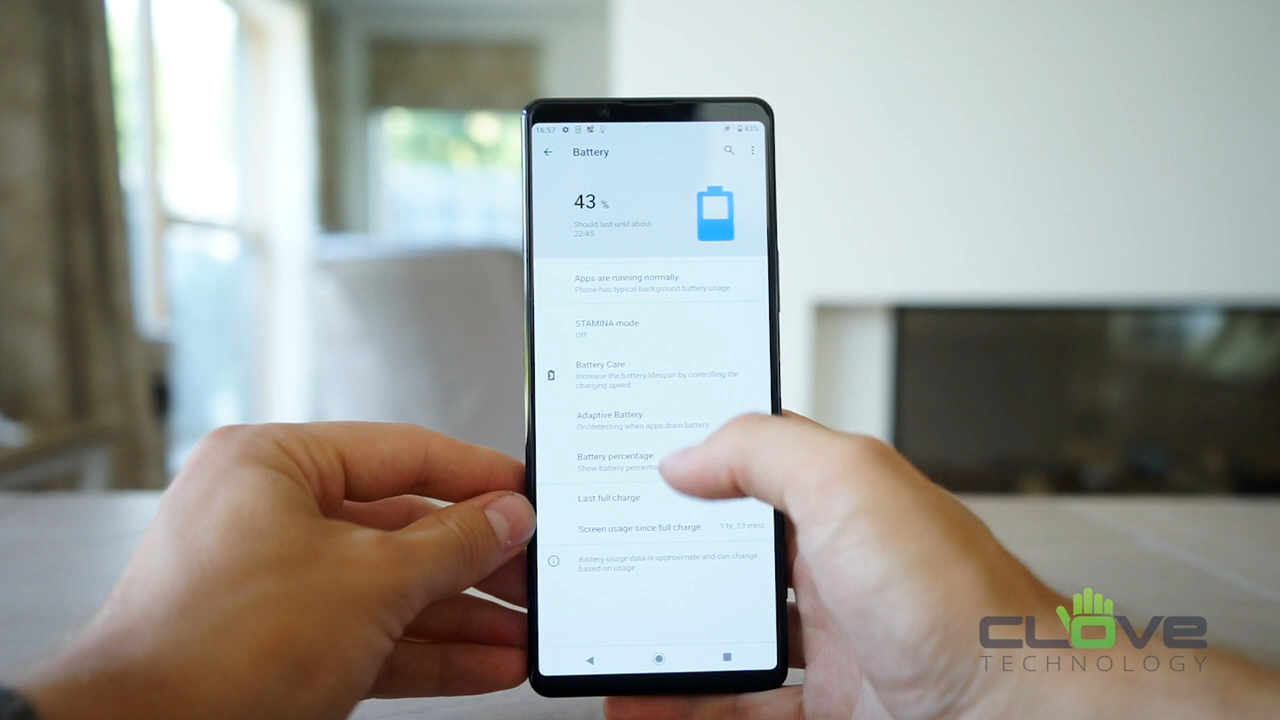 16:57
43%
Battery
43 %
Should last until about
22:45
Apps are running normally
Phone has typical background battery usage
STAMINA mode
Off
Battery Care
Increase the battery lifespan by controlling the
charging speed
Adaptive Battery
On/detecting when apps drain battery
Battery percentage
Show battery
Last full charge
Screen usage since full charge 1 hr, 13 mins
Battery usage data is approximate and can change
based on usage
CLOVE
TECHNOLOGY